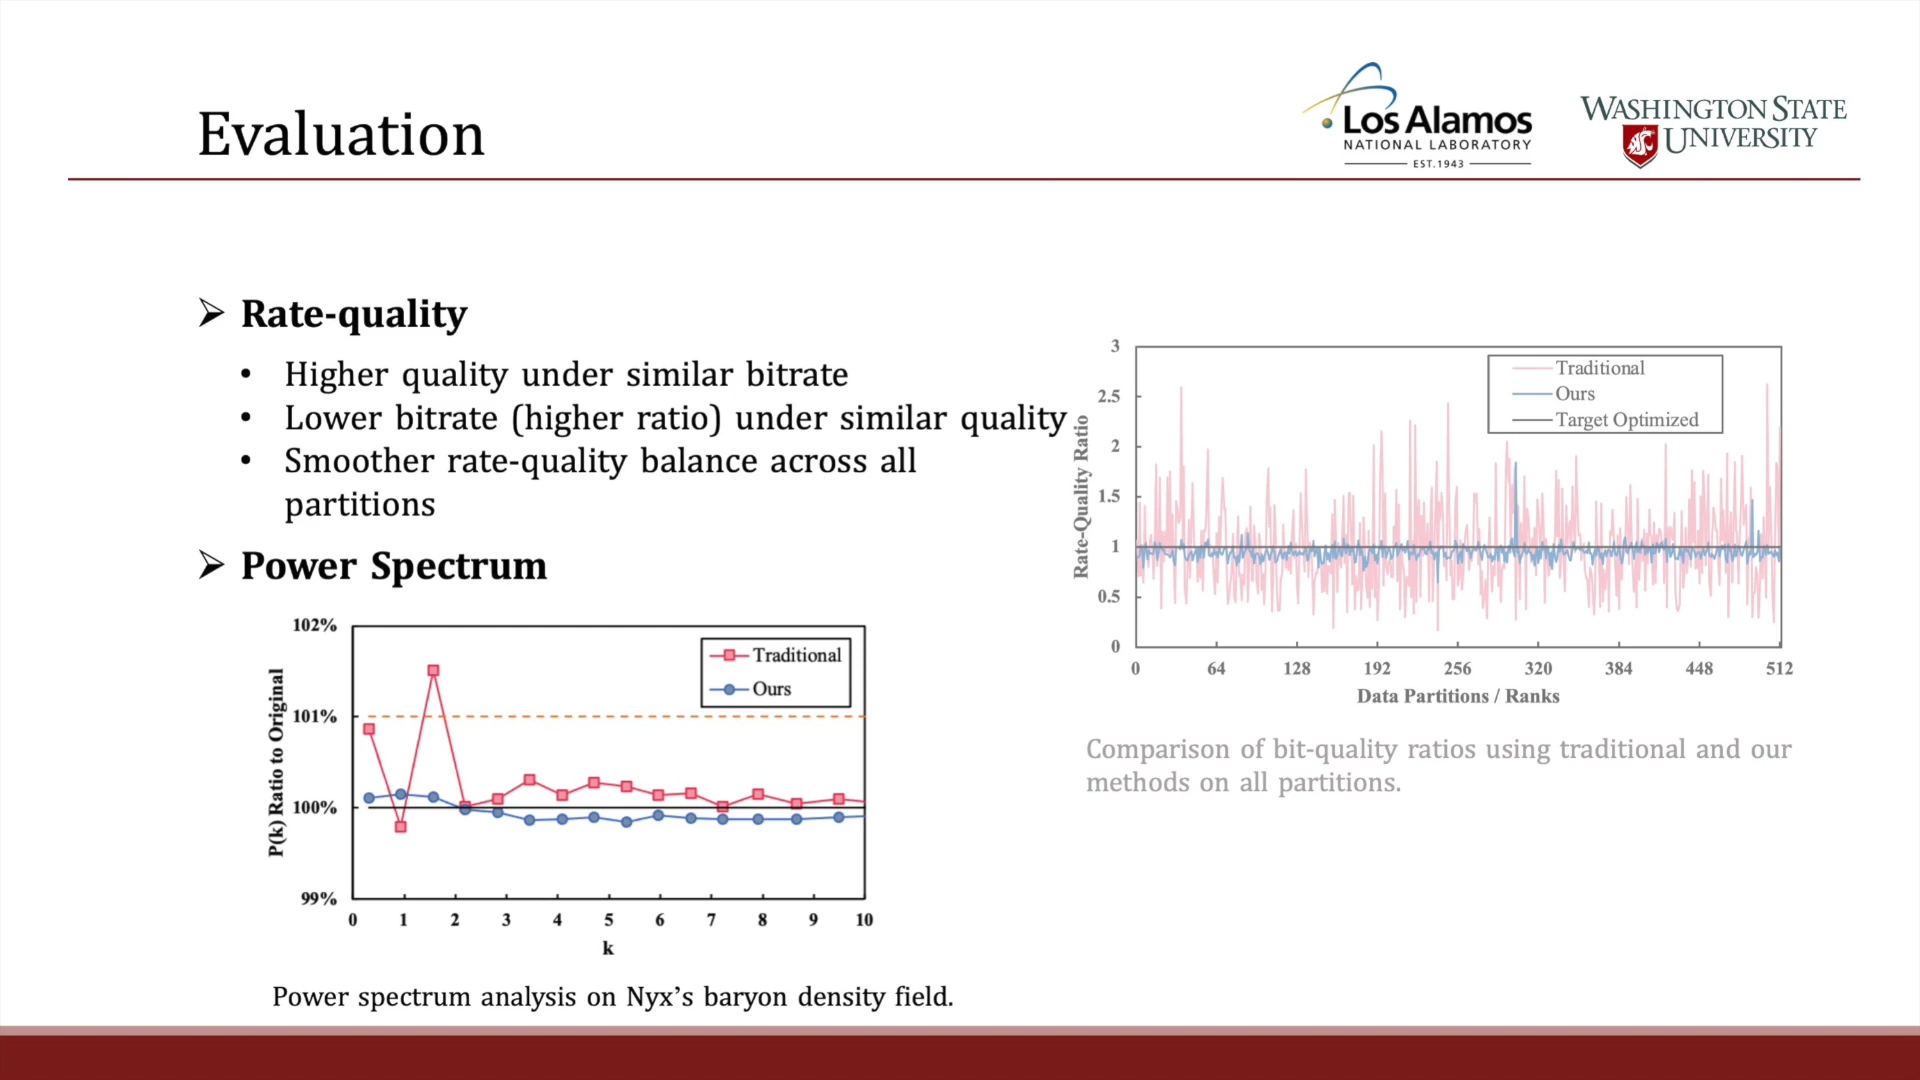 Evaluation
Los Alamos
NATIONAL LABORATORY
EST.1943
WASHINGTON STATE
UNIVERSITY
➢ Rate-quality
• Higher quality under similar bitrate
• Lower bitrate (higher ratio) under similar quality
• Smoother rate-quality balance across all
partitions
➢ Power Spectrum
102%
101%
100%
99%
P(k) Ratio to Original
Traditional
Ours
0 1 2 3 4 5 6 7 8 9 10
k
Power spectrum analysis on Nyx's baryon density field.
3
2.5
2
1.5
1
0.5
0
Rate-Quality Ratio
Traditional
Ours
Target Optimized
0 64 128 192 256 320 384 448 512
Data Partitions / Ranks
Comparison of bit-quality ratios using traditional and our
methods on all partitions.